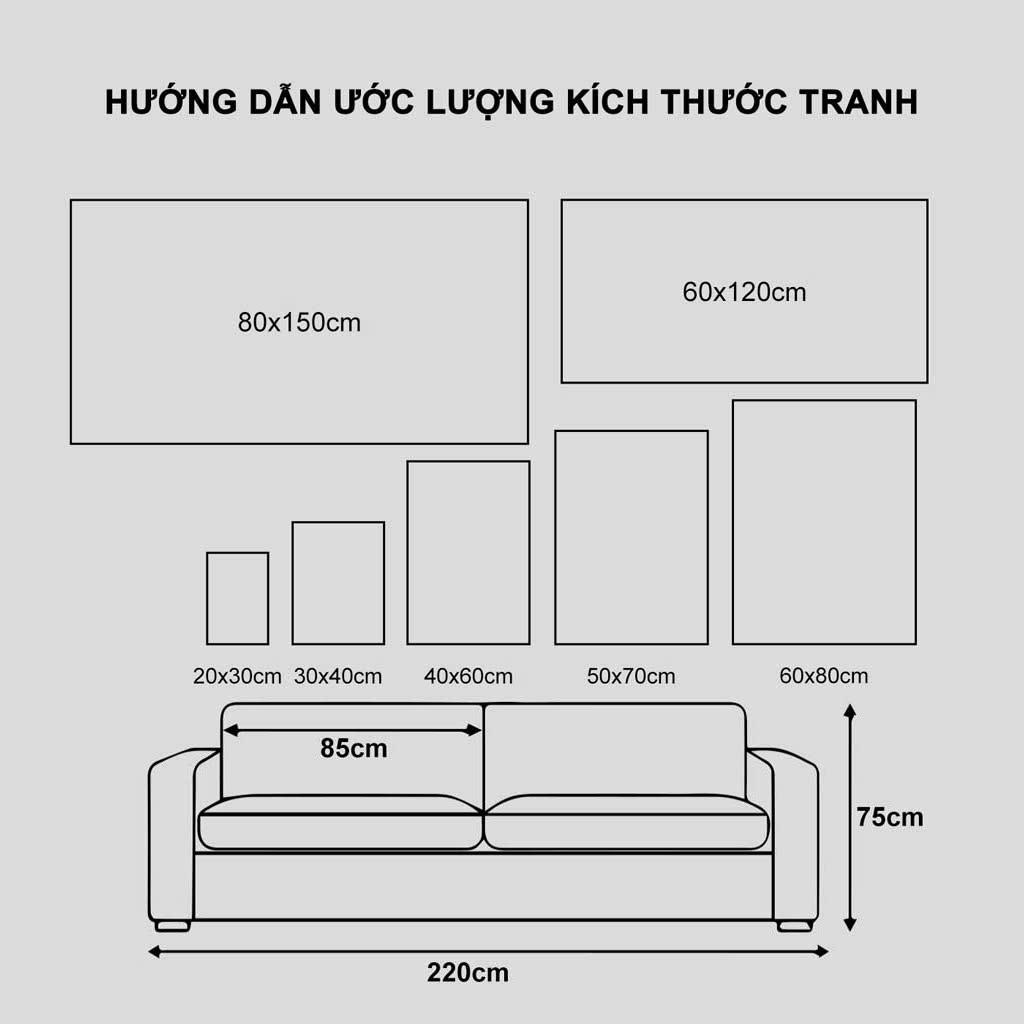 HƯỚNG DẪN ƯỚC LƯỢNG KÍCH THƯỚC TRANH
80x150cm
60x120cm
20x30cm
30x40cm
40x60cm
50x70cm
60x80cm
85cm
75cm
220cm